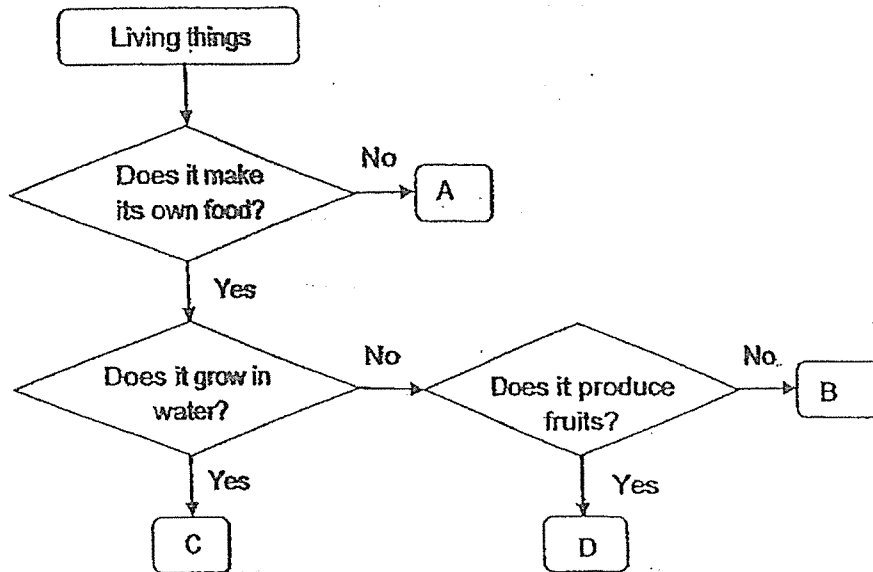 Living things
Does it make
its own food?
No
A
Yes
Does it grow in
water?
No
Does it produce
fruits?
No
B
Yes
C
Yes
D